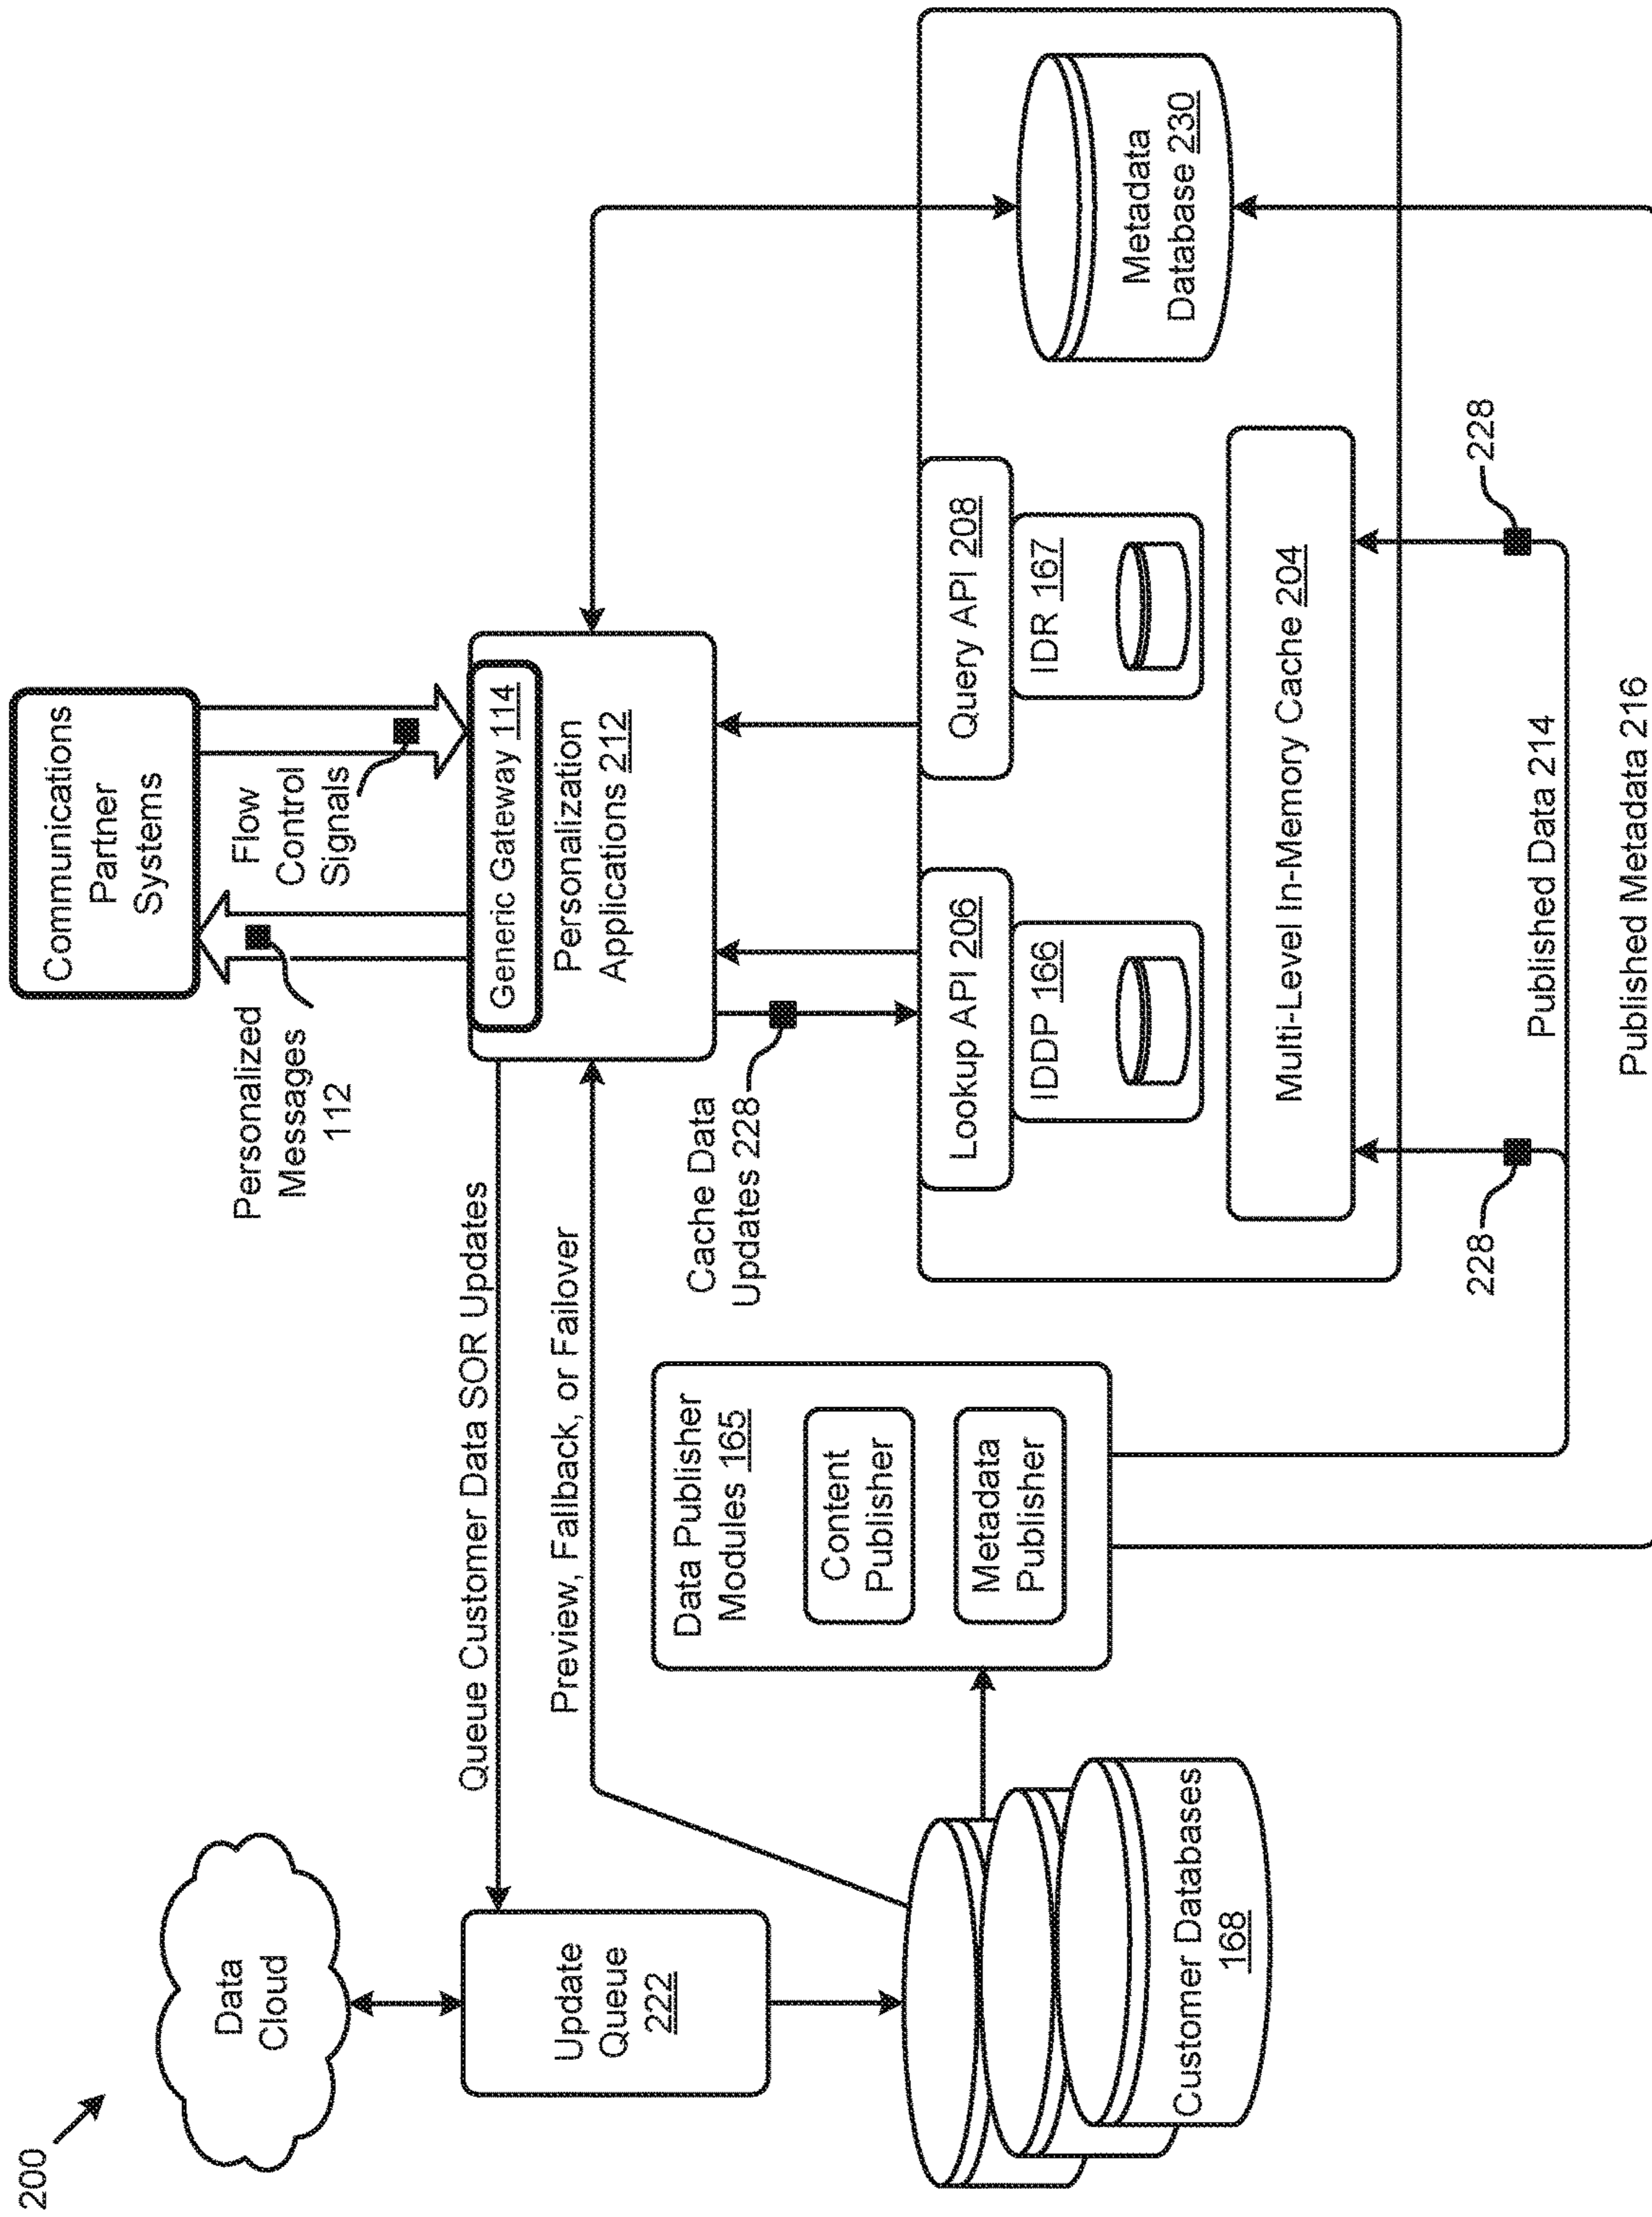 200
Data
Cloud
Update
Queue
222
Customer Databases
168
Queue Customer Data SOR Updates
Preview, Fallback, or Failover
Data Publisher
Modules 165
Content
Publisher
Metadata
Publisher
Communications
Partner
Systems
Personalized
Messages
112
Flow
Control
Signals
Generic Gateway 114
Personalization
Applications 212
Cache Data
Updates 228
Lookup API 206
IDDP 166
Query API 208
IDR 167
Multi-Level In-Memory Cache 204
Metadata
Database 230
228
228
Published Data 214
Published Metadata 216